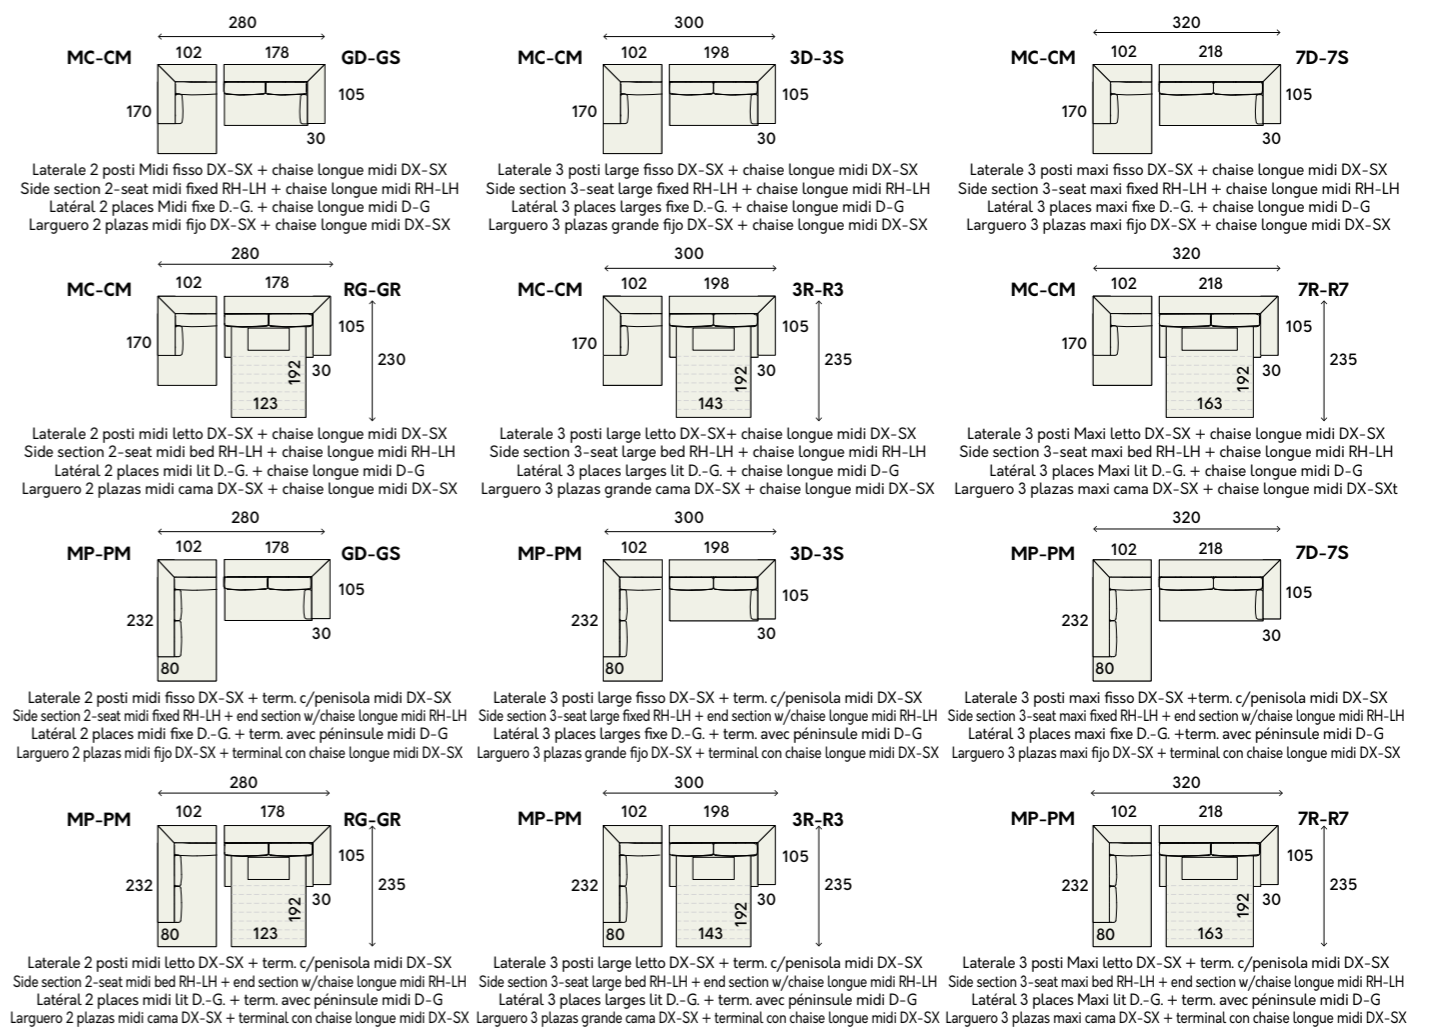 280
102 178
MC-CM GD-GS
105
170
30
Laterale 2 posti Midi fisso DX-SX + chaise longue midi DX-SX
Side section 2-seat midi fixed RH-LH + chaise longue midi RH-LH
Latéral 2 places Midi fixe D.-G. + chaise longue midi D-G
Larguero 2 plazas midi fijo DX-SX + chaise longue midi DX-SX
300
102 198
MC-CM 3D-3S
105
170
30
Laterale 3 posti large fisso DX-SX + chaise longue midi DX-SX
Side section 3-seat large fixed RH-LH + chaise longue midi RH-LH
Latéral 3 places larges fixe D.-G. + chaise longue midi D-G
Larguero 3 plazas grande fijo DX-SX + chaise longue midi DX-SX
320
102 218
MC-CM 7D-7S
105
170
30
Laterale 3 posti maxi fisso DX-SX + chaise longue midi DX-SX
Side section 3-seat maxi fixed RH-LH + chaise longue midi RH-LH
Latéral 3 places maxi fixe D.-G. + chaise longue midi D-G
Larguero 3 plazas maxi fijo DX-SX + chaise longue midi DX-SX
280
102 178
MC-CM RG-GR
105
170
230
192 30
123
Laterale 2 posti midi letto DX-SX + chaise longue midi DX-SX
Side section 2-seat midi bed RH-LH + chaise longue midi RH-LH
Latéral 2 places midi lit D.-G. + chaise longue midi D-G
Larguero 2 plazas midi cama DX-SX + chaise longue midi DX-SX
300
102 198
MC-CM 3R-R3
105
170
235
192 30
143
Laterale 3 posti large letto DX-SX+ chaise longue midi DX-SX
Side section 3-seat large bed RH-LH + chaise longue midi RH-LH
Latéral 3 places larges lit D.-G. + chaise longue midi D-G
Larguero 3 plazas grande cama DX-SX + chaise longue midi DX-SX
320
102 218
MC-CM 7R-R7
105
170
235
192 30
163
Laterale 3 posti Maxi letto DX-SX + chaise longue midi DX-SX
Side section 3-seat maxi bed RH-LH + chaise longue midi RH-LH
Latéral 3 places Maxi lit D.-G. + chaise longue midi D-G
Larguero 3 plazas maxi cama DX-SX + chaise longue midi DX-SXt
280
102 178
MP-PM GD-GS
105
232
30
80
Laterale 2 posti midi fisso DX-SX + term. c/penisola midi DX-SX
Side section 2-seat midi fixed RH-LH + end section w/chaise longue midi RH-LH
Latéral 2 places midi fixe D.-G. + term. avec péninsule midi D-G
Larguero 2 plazas midi fijo DX-SX + terminal con chaise longue midi DX-SX
300
102 198
MP-PM 3D-3S
105
232
30
80
Laterale 3 posti large fisso DX-SX + term. c/penisola midi DX-SX
Side section 3-seat large fixed RH-LH + end section w/chaise longue midi RH-LH
Latéral 3 places larges fixe D.-G. + term. avec péninsule midi D-G
Larguero 3 plazas grande fijo DX-SX + terminal con chaise longue midi DX-SX
320
102 218
MP-PM 7D-7S
105
232
30
80
Laterale 3 posti maxi fisso DX-SX +term. c/penisola midi DX-SX
Side section 3-seat maxi fixed RH-LH + end section w/chaise longue midi RH-LH
Latéral 3 places maxi fixe D.-G. +term. avec péninsule midi D-G
Larguero 3 plazas maxi fijo DX-SX + terminal con chaise longue midi DX-SX
280
102 178
MP-PM RG-GR
105
232 235
192 30
80 123
Laterale 2 posti midi letto DX-SX + term. c/penisola midi DX-SX
Side section 2-seat midi bed RH-LH + end section w/chaise longue midi RH-LH
Latéral 2 places midi lit D.-G. + term. avec péninsule midi D-G
Larguero 2 plazas midi cama DX-SX + terminal con chaise longue midi DX-SX
300
102 198
MP-PM 3R-R3
105
232 235
192 30
80 143
Laterale 3 posti large letto DX-SX + term. c/penisola midi DX-SX
Side section 3-seat large bed RH-LH + end section w/chaise longue midi RH-LH
Latéral 3 places larges lit D.-G. + term. avec péninsule midi D-G
Larguero 3 plazas grande cama DX-SX + terminal con chaise longue midi DX-SX
320
102 218
MP-PM 7R-R7
105
232 235
192 30
80 163
Laterale 3 posti Maxi letto DX-SX + term. c/penisola midi DX-SX
Side section 3-seat maxi bed RH-LH + end section w/chaise longue midi RH-LH
Latéral 3 places Maxi lit D.-G. + term. avec péninsule midi D-G
Larguero 3 plazas maxi cama DX-SX + terminal con chaise longue midi DX-SX